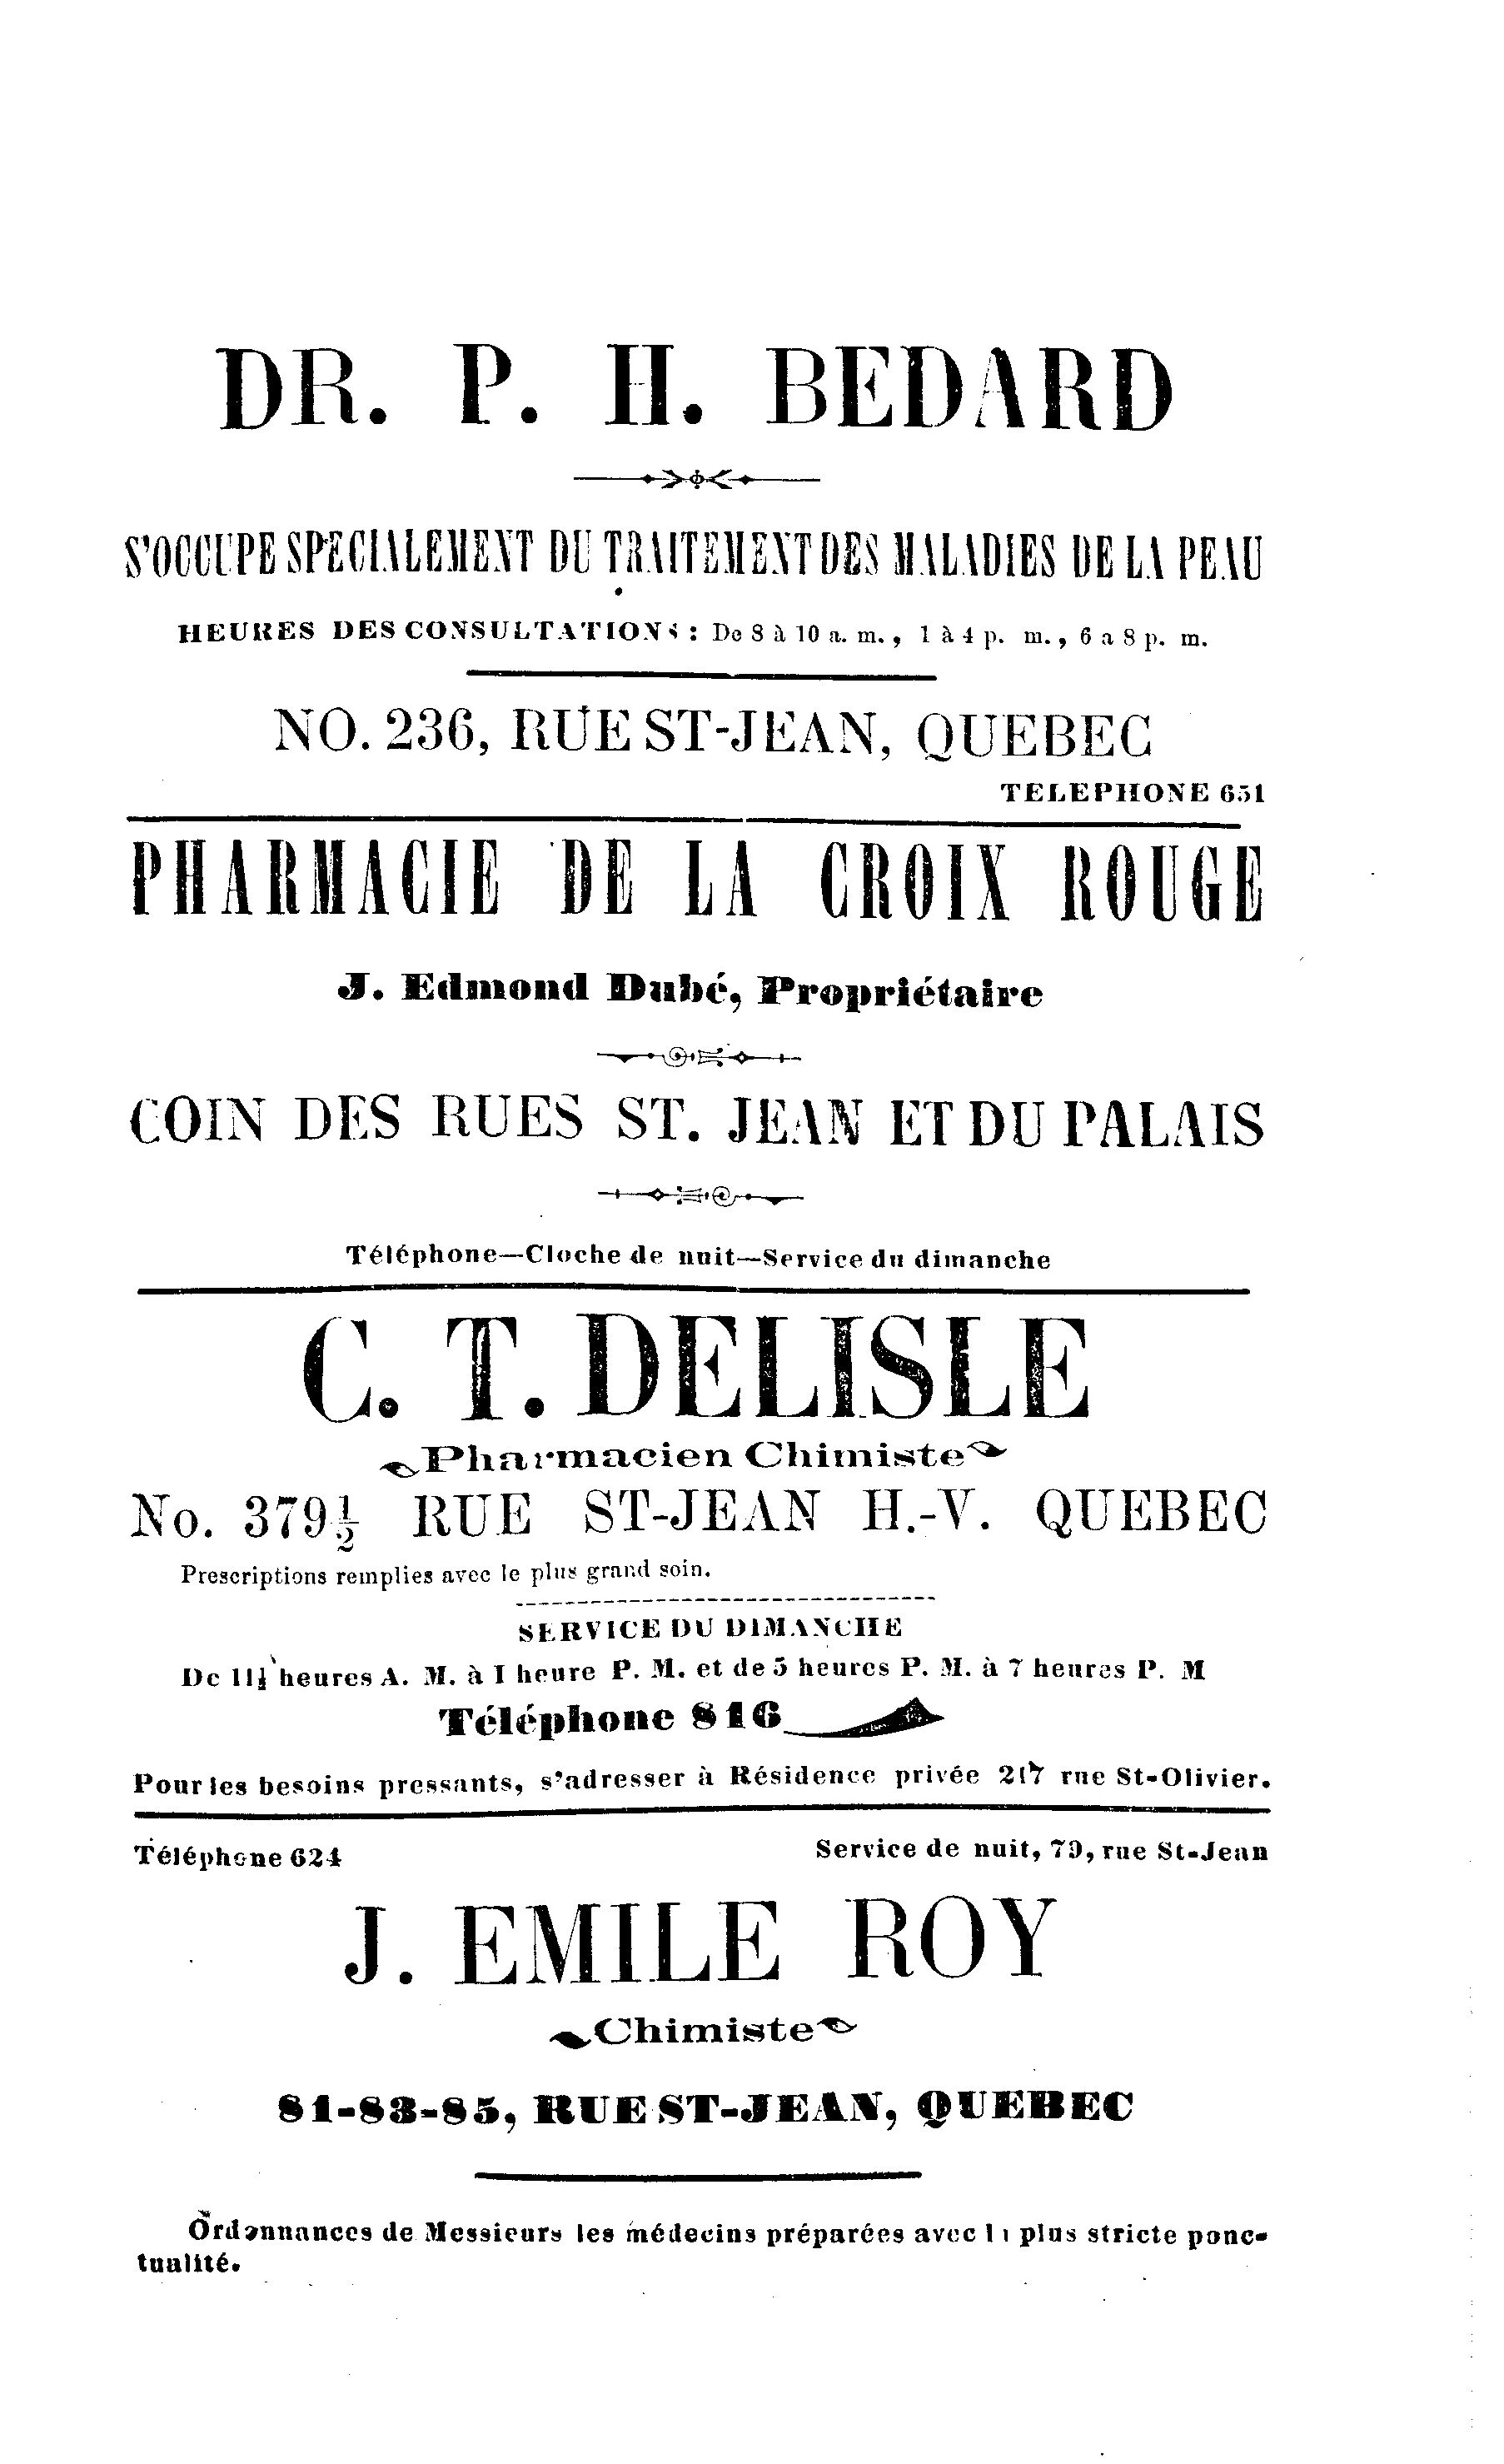 DR. P. H. BEDARD
S'OCCUPE SPECIALEMENT DU TRAITEMENT DES MALADIES DE LA PEAU
HEURES DES CONSULTATIONS : De 8 à 10 a. m., 1 à 4 p. m., 6 a 8 p. m.
NO. 236, RUE ST-JEAN, QUEBEC
TELEPHONE 651
PHARMACIE DE LA CROIX ROUGE
J. Edmond Dubé, Propriétaire
COIN DES RUES ST. JEAN ET DU PALAIS
Téléphone—Cloche de nuit—Service du dimanche
C. T. DELISLE
Pharmacien Chimiste
No. 379½ RUE ST-JEAN H.-V. QUEBEC
Prescriptions remplies avec le plus grand soin.
SERVICE DU DIMANCHE
De 11½ heures A. M. à 1 heure P. M. et de 5 heures P. M. à 7 heures P. M
Téléphone 816
Pour les besoins pressants, s'adresser à Résidence privée rue St-Olivier.
Téléphone 624
Service de nuit, 79, rue St-Jean
J. EMILE ROY
Chimiste
81-83-85, RUE ST-JEAN, QUEBEC
Ordonnances de Messieurs les médecins préparées avec la plus stricte ponc-
tualité.